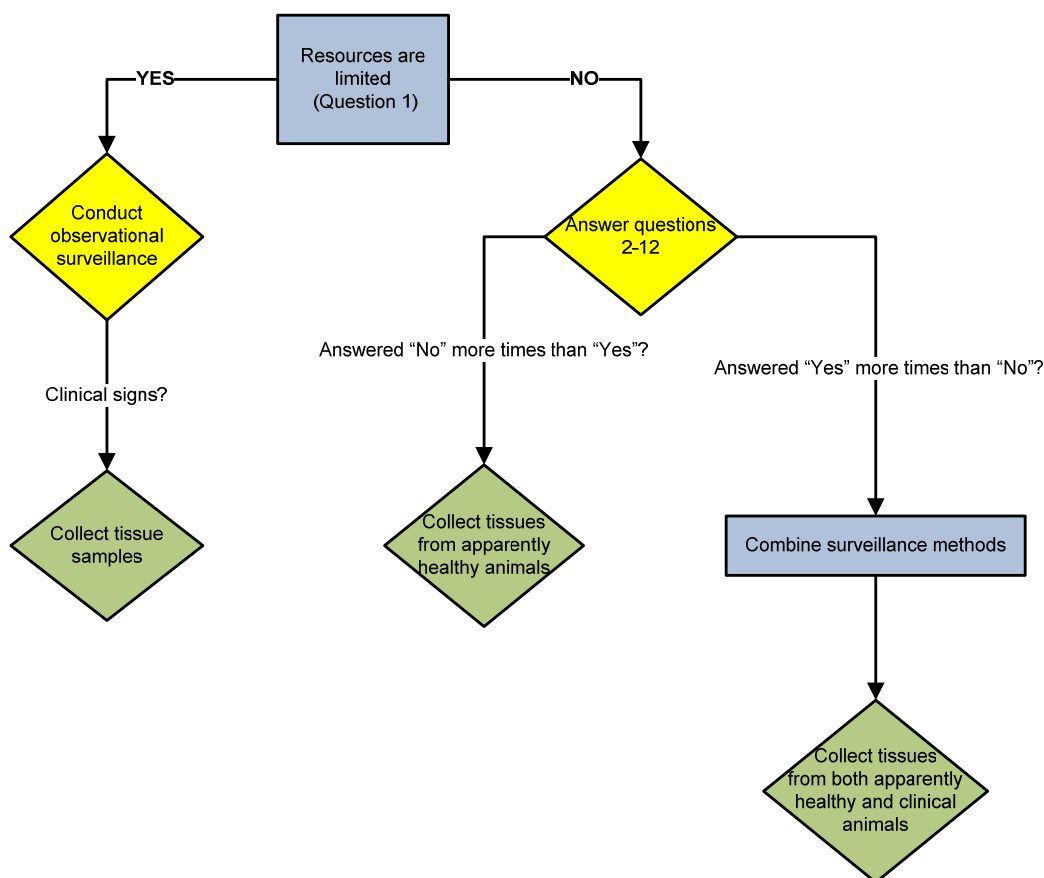 Resources are
limited
(Question 1)
YES
NO
Conduct
observational
surveillance
Answer questions
2-12
Answered “No” more times than “Yes”?
Answered “Yes” more times than “No”?
Clinical signs?
Collect tissue
samples
Collect tissues
from apparently
healthy animals
Combine surveillance methods
Collect tissues
from both apparently
healthy and clinical
animals